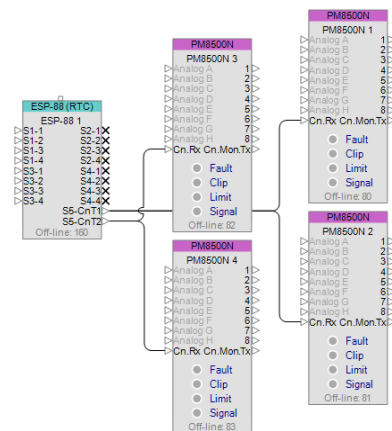 ESP-88 (RTC)
ESP-88 1
S1-1 S2-1
S1-2 S2-2
S1-3 S2-3
S1-4 S2-4
S3-1 S4-1
S3-2 S4-2
S3-3 S4-3
S3-4 S4-4
S5-CnT1
S5-CnT2
Off-line: 160
PM8500N
PM8500N 3
Analog A 1
Analog B 2
Analog C 3
Analog D 4
Analog E 5
Analog F 6
Analog G 7
Analog H 8
Cn.Rx Cn.Mon.Tx
Fault
Clip
Limit
Signal
Off-line: 82
PM8500N
PM8500N 4
Analog A 1
Analog B 2
Analog C 3
Analog D 4
Analog E 5
Analog F 6
Analog G 7
Analog H 8
Cn.Rx Cn.Mon.Tx
Fault
Clip
Limit
Signal
Off-line: 83
PM8500N
PM8500N 1
Analog A 1
Analog B 2
Analog C 3
Analog D 4
Analog E 5
Analog F 6
Analog G 7
Analog H 8
Cn.Rx Cn.Mon.Tx
Fault
Clip
Limit
Signal
Off-line: 80
PM8500N
PM8500N 2
Analog A 1
Analog B 2
Analog C 3
Analog D 4
Analog E 5
Analog F 6
Analog G 7
Analog H 8
Cn.Rx Cn.Mon.Tx
Fault
Clip
Limit
Signal
Off-line: 81